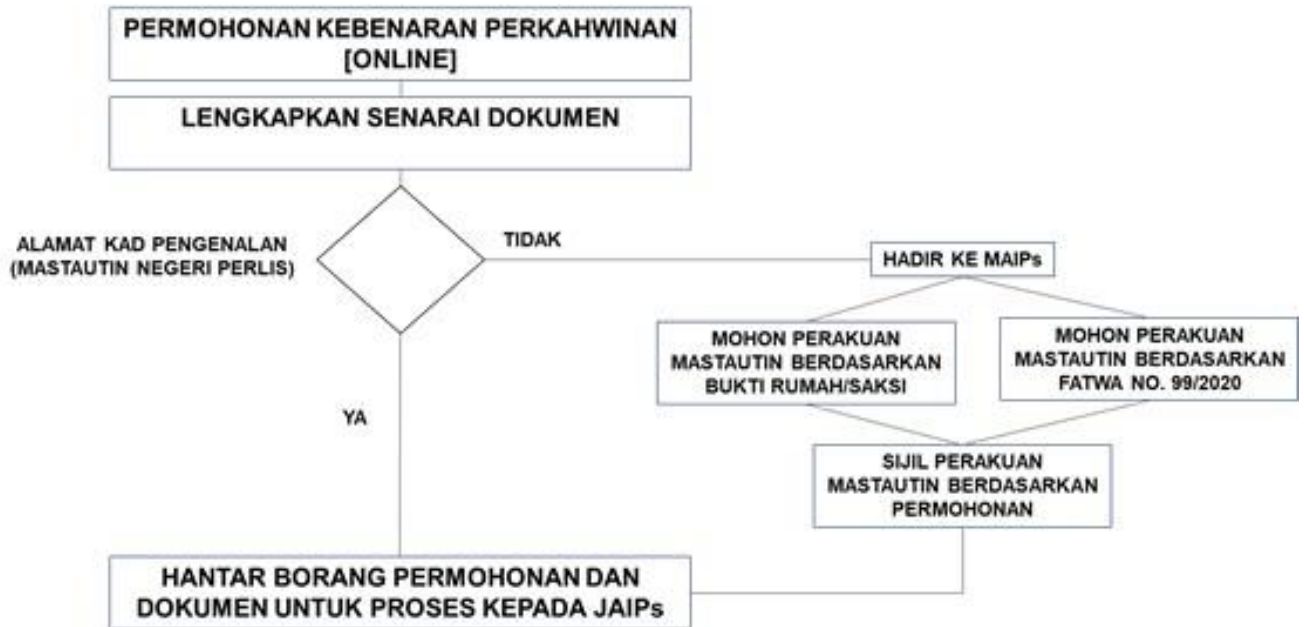 PERMOHONAN KEBENARAN PERKAHWINAN
[ONLINE]
LENGKAPKAN SENARAI DOKUMEN
ALAMAT KAD PENGENALAN
(MASTAUTIN NEGERI PERLIS)
TIDAK
HADIR KE MAIPs
MOHON PERAKUAN
MASTAUTIN BERDASARKAN
BUKTI RUMAH/SAKSI
MOHON PERAKUAN
MASTAUTIN BERDASARKAN
FATWA NO. 99/2020
YA
SIJIL PERAKUAN
MASTAUTIN BERDASARKAN
PERMOHONAN
HANTAR BORANG PERMOHONAN DAN
DOKUMEN UNTUK PROSES KEPADA JAIPs